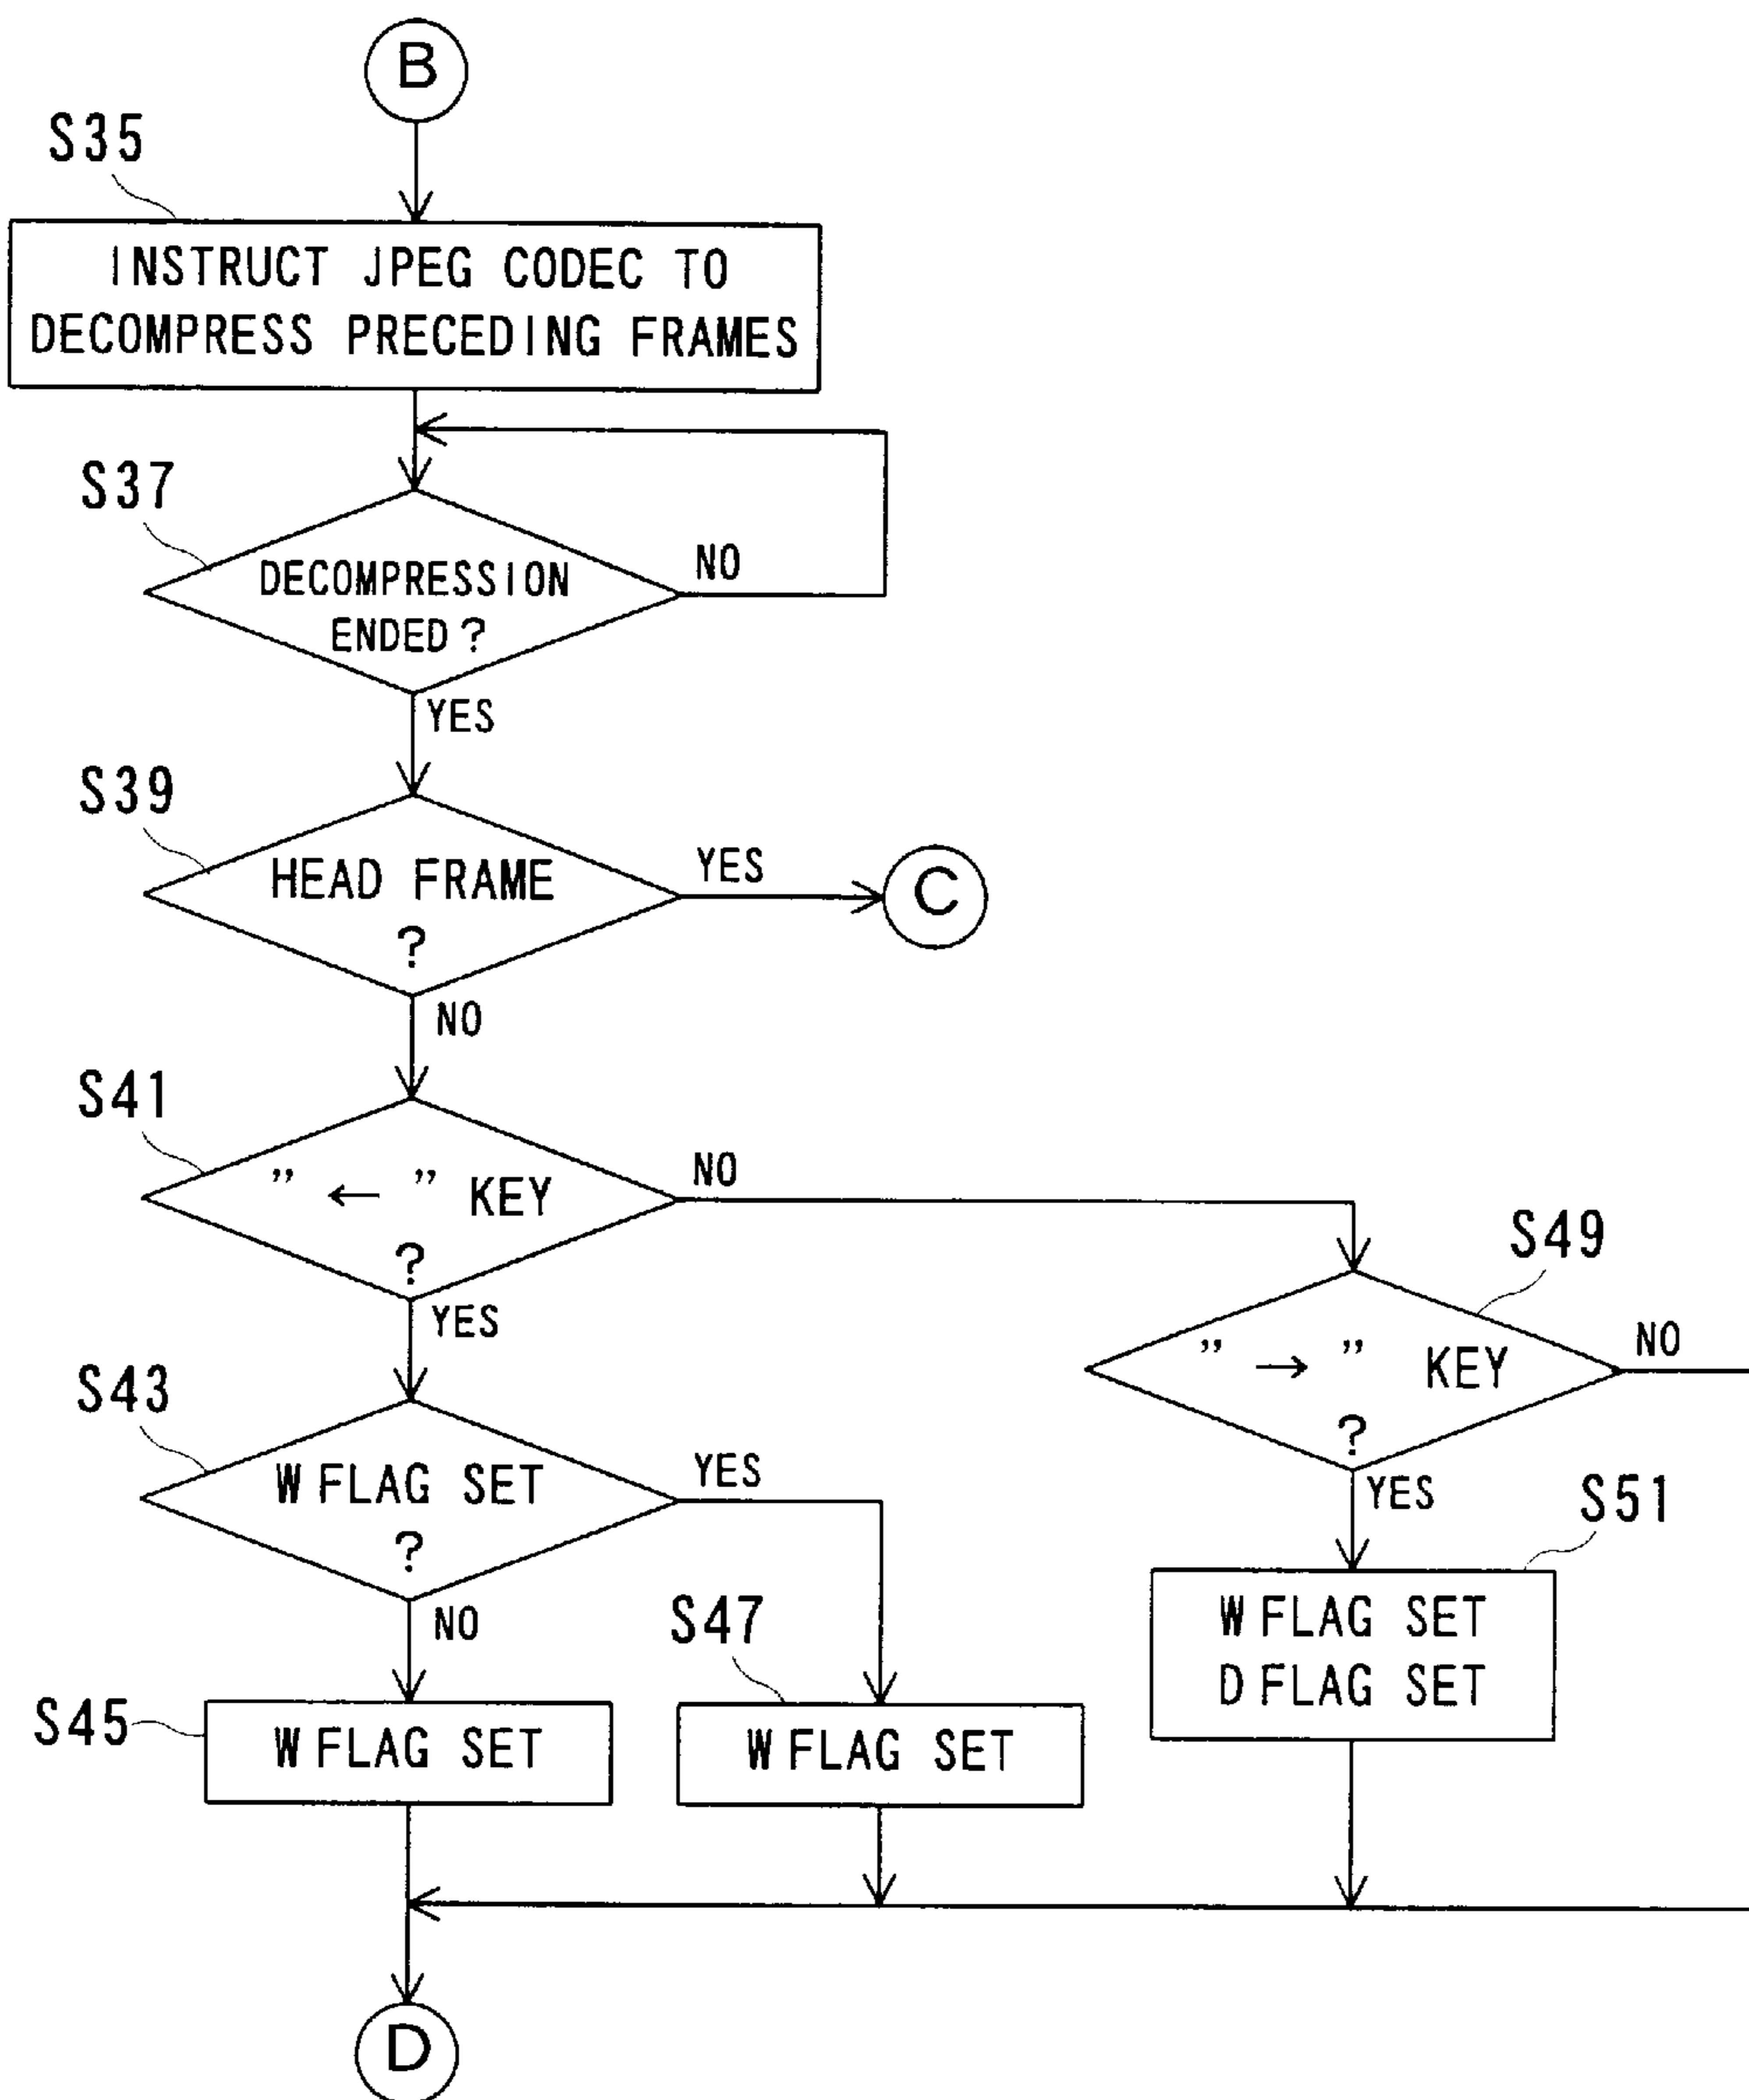 B
S35
INSTRUCT JPEG CODEC TO
DECOMPRESS PRECEDING FRAMES
S37
DECOMPRESSION
ENDED?
NO
YES
S39
HEAD FRAME
?
YES
C
NO
S41
” ← ” KEY
?
NO
YES
S49
” → ” KEY
?
NO
YES
S43
W FLAG SET
?
YES
NO
S51
W FLAG SET
D FLAG SET
S45
W FLAG SET
S47
W FLAG SET
D